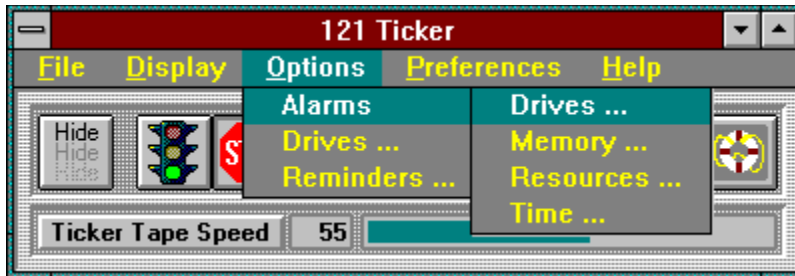 121 Ticker
File Display Options Preferences Help
Alarms
Drives ...
Reminders ...
Drives ...
Memory ...
Resources ...
Time ...
Hide
Hide
Hide
Ticker Tape Speed 55